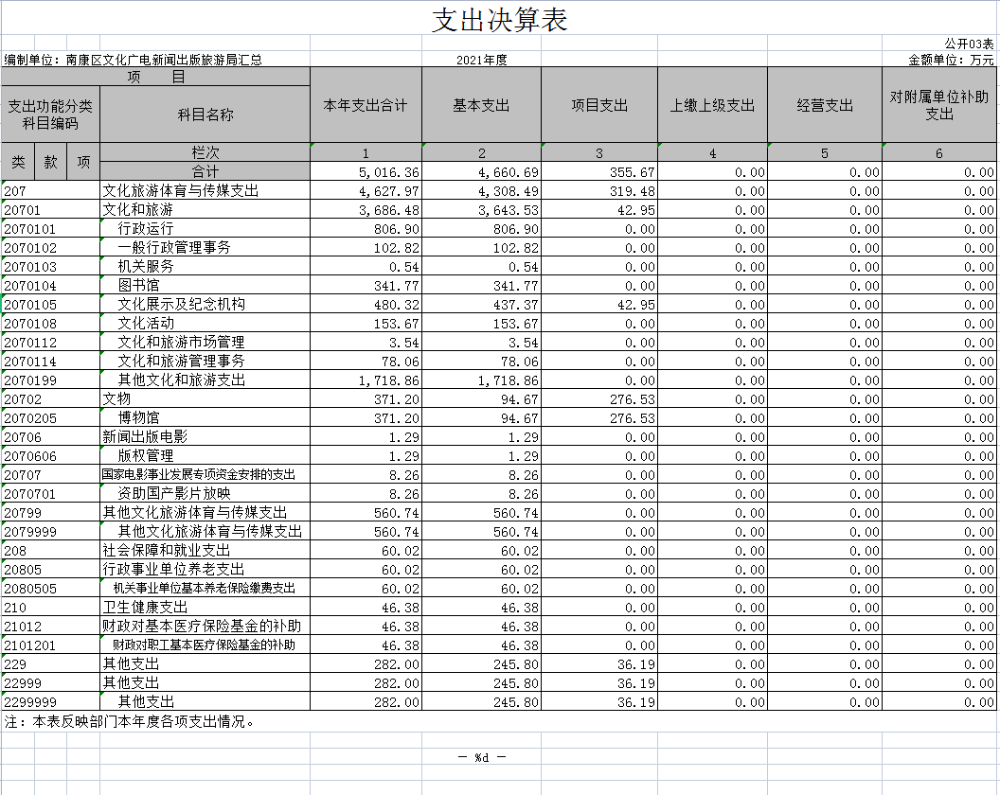 支出决算表
公开03表
编制单位：南康区文化广电新闻出版旅游局汇总 2021年度 金额单位：万元
项 目 本年支出合计 基本支出 项目支出 上缴上级支出 经营支出 对附属单位补助支出
支出功能分类科目编码 科目名称
类 款 项 栏次 1 2 3 4 5 6
合计 5,016.36 4,660.69 355.67 0.00 0.00 0.00
207 文化旅游体育与传媒支出 4,627.97 4,308.49 319.48 0.00 0.00 0.00
20701 文化和旅游 3,686.48 3,643.53 42.95 0.00 0.00 0.00
2070101 行政运行 806.90 806.90 0.00 0.00 0.00 0.00
2070102 一般行政管理事务 102.82 102.82 0.00 0.00 0.00 0.00
2070103 机关服务 0.54 0.54 0.00 0.00 0.00 0.00
2070104 图书馆 341.77 341.77 0.00 0.00 0.00 0.00
2070105 文化展示及纪念机构 480.32 437.37 42.95 0.00 0.00 0.00
2070108 文化活动 153.67 153.67 0.00 0.00 0.00 0.00
2070112 文化和旅游市场管理 3.54 3.54 0.00 0.00 0.00 0.00
2070114 文化和旅游管理事务 78.06 78.06 0.00 0.00 0.00 0.00
2070199 其他文化和旅游支出 1,718.86 1,718.86 0.00 0.00 0.00 0.00
20702 文物 371.20 94.67 276.53 0.00 0.00 0.00
2070205 博物馆 371.20 94.67 276.53 0.00 0.00 0.00
20706 新闻出版电影 1.29 1.29 0.00 0.00 0.00 0.00
2070606 版权管理 1.29 1.29 0.00 0.00 0.00 0.00
20707 国家电影事业发展专项资金安排的支出 8.26 8.26 0.00 0.00 0.00 0.00
2070701 资助国产影片放映 8.26 8.26 0.00 0.00 0.00 0.00
20799 其他文化旅游体育与传媒支出 560.74 560.74 0.00 0.00 0.00 0.00
2079999 其他文化旅游体育与传媒支出 560.74 560.74 0.00 0.00 0.00 0.00
208 社会保障和就业支出 60.02 60.02 0.00 0.00 0.00 0.00
20805 行政事业单位养老支出 60.02 60.02 0.00 0.00 0.00 0.00
2080505 机关事业单位基本养老保险缴费支出 60.02 60.02 0.00 0.00 0.00 0.00
210 卫生健康支出 46.38 46.38 0.00 0.00 0.00 0.00
21012 财政对基本医疗保险基金的补助 46.38 46.38 0.00 0.00 0.00 0.00
2101201 财政对职工基本医疗保险基金的补助 46.38 46.38 0.00 0.00 0.00 0.00
229 其他支出 282.00 245.80 36.19 0.00 0.00 0.00
22999 其他支出 282.00 245.80 36.19 0.00 0.00 0.00
2299999 其他支出 282.00 245.80 36.19 0.00 0.00 0.00
注：本表反映部门本年度各项支出情况。
— %d —